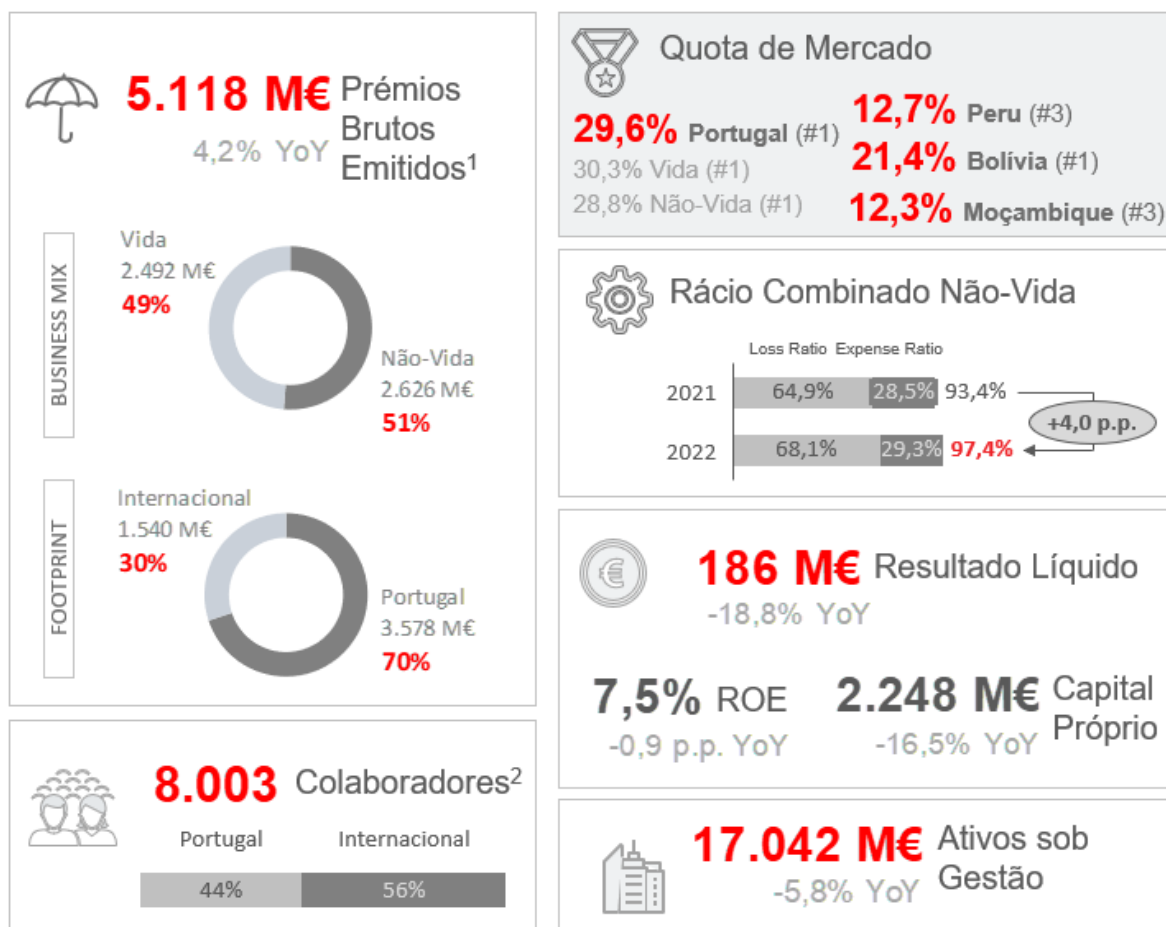 5.118 M€ Prémios
Brutos
Emitidos¹
4,2% YoY
BUSINESS MIX
Vida
2.492 M€
49%
Não-Vida
2.626 M€
51%
FOOTPRINT
Internacional
1.540 M€
30%
Portugal
3.578 M€
70%
8.003 Colaboradores²
Portugal Internacional
44% 56%
Quota de Mercado
29,6% Portugal (#1)
30,3% Vida (#1)
28,8% Não-Vida (#1)
12,7% Peru (#3)
21,4% Bolívia (#1)
12,3% Moçambique (#3)
Rácio Combinado Não-Vida
Loss Ratio Expense Ratio
2021 64,9% 28,5% 93,4%
+4,0 p.p.
2022 68,1% 29,3% 97,4%
€
186 M€ Resultado Líquido
-18,8% YoY
7,5% ROE
-0,9 p.p. YoY
2.248 M€ Capital
Próprio
-16,5% YoY
17.042 M€ Ativos sob
Gestão
-5,8% YoY